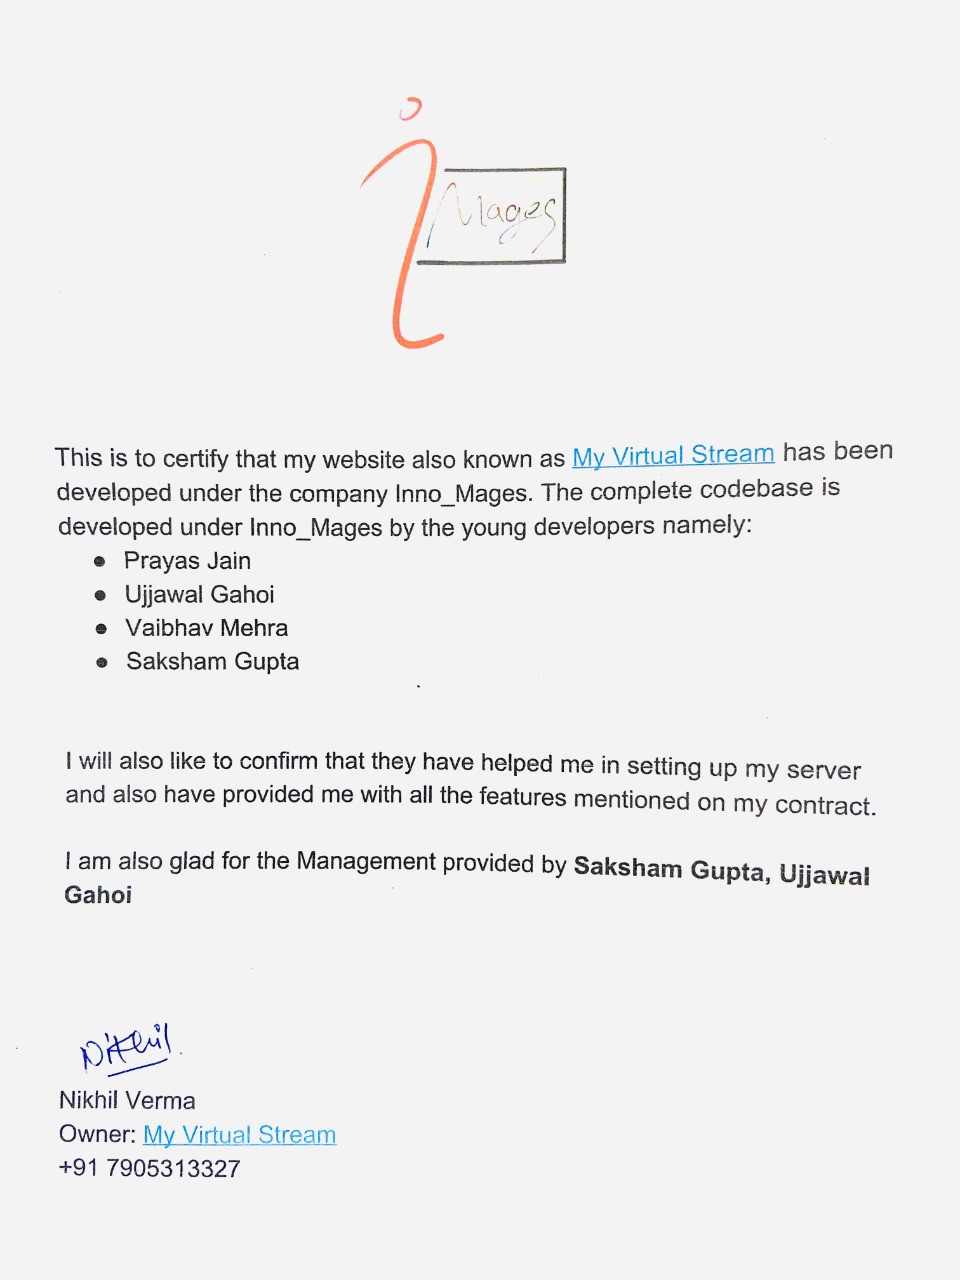 i Mages
This is to certify that my website also known as My Virtual Stream has been
developed under the company Inno_Mages. The complete codebase is
developed under Inno_Mages by the young developers namely:
● Prayas Jain
● Ujjawal Gahoi
● Vaibhav Mehra
● Saksham Gupta
I will also like to confirm that they have helped me in setting up my server
and also have provided me with all the features mentioned on my contract.
I am also glad for the Management provided by Saksham Gupta, Ujjawal
Gahoi
Nikhil
Nikhil Verma
Owner: My Virtual Stream
+91 7905313327